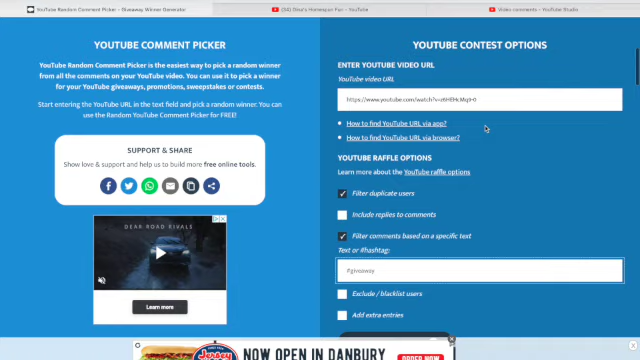 YouTube Random Comment Picker - Giveaway Winner Generator
Video comments - YouTube Studio
YOUTUBE COMMENT PICKER
YouTube Random Comment Picker is the easiest way to pick a random winner
from all the comments on your YouTube video. You can use it to pick a winner
for your YouTube giveaways, promotions, sweepstakes or contests.
Start entering the YouTube URL in the text field and pick a random winner. You can
use the Random YouTube Comment Picker for FREE!
SUPPORT & SHARE
Show love & support and help us to build more free online tools.
DEAR ROAD RIVALS
Learn more
YOUTUBE CONTEST OPTIONS
ENTER YOUTUBE VIDEO URL
YouTube video URL
How to find YouTube URL via app?
How to find YouTube URL via browser?
YOUTUBE RAFFLE OPTIONS
Learn more about the YouTube raffle options
Filter duplicate users
Include replies to comments
Filter comments based on a specific text
Text or #hashtag:
#giveaway
Exclude / blacklist users
Add extra entries
Jersey
NOW OPEN IN DANBURY
ORDER NOW